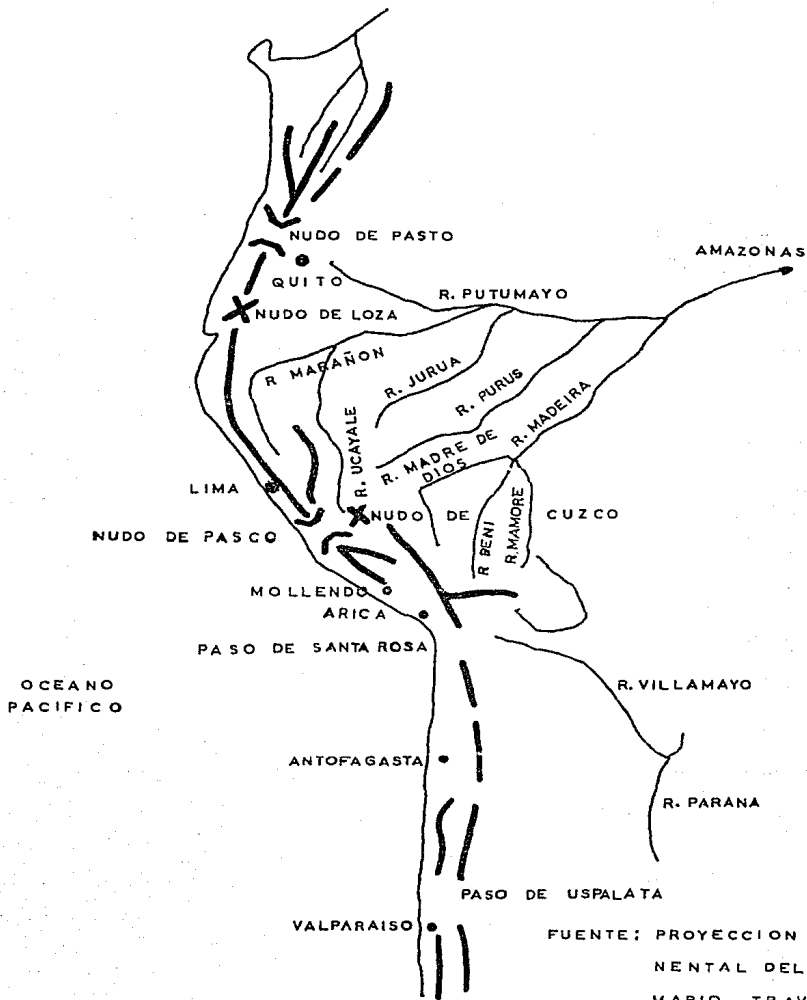 NUDO DE PASTO
AMAZONAS
QUITO
R. PUTUMAYO
NUDO DE LOZA
R MARAÑON
R. JURUA
R. PURUS
R. MADEIRA
R. UCAYALE
R. MADRE DE
DIOS
LIMA
NUDO DE CUZCO
R BENI
R. MAMORE
NUDO DE PASCO
MOLLENDO
ARICA
PASO DE SANTA ROSA
OCEANO
PACIFICO
R. VILLAMAYO
ANTOFAGASTA
R. PARANA
PASO DE USPALATA
VALPARAISO
FUENTE: PROYECCION
NENTAL DEL
MARIO TRAV